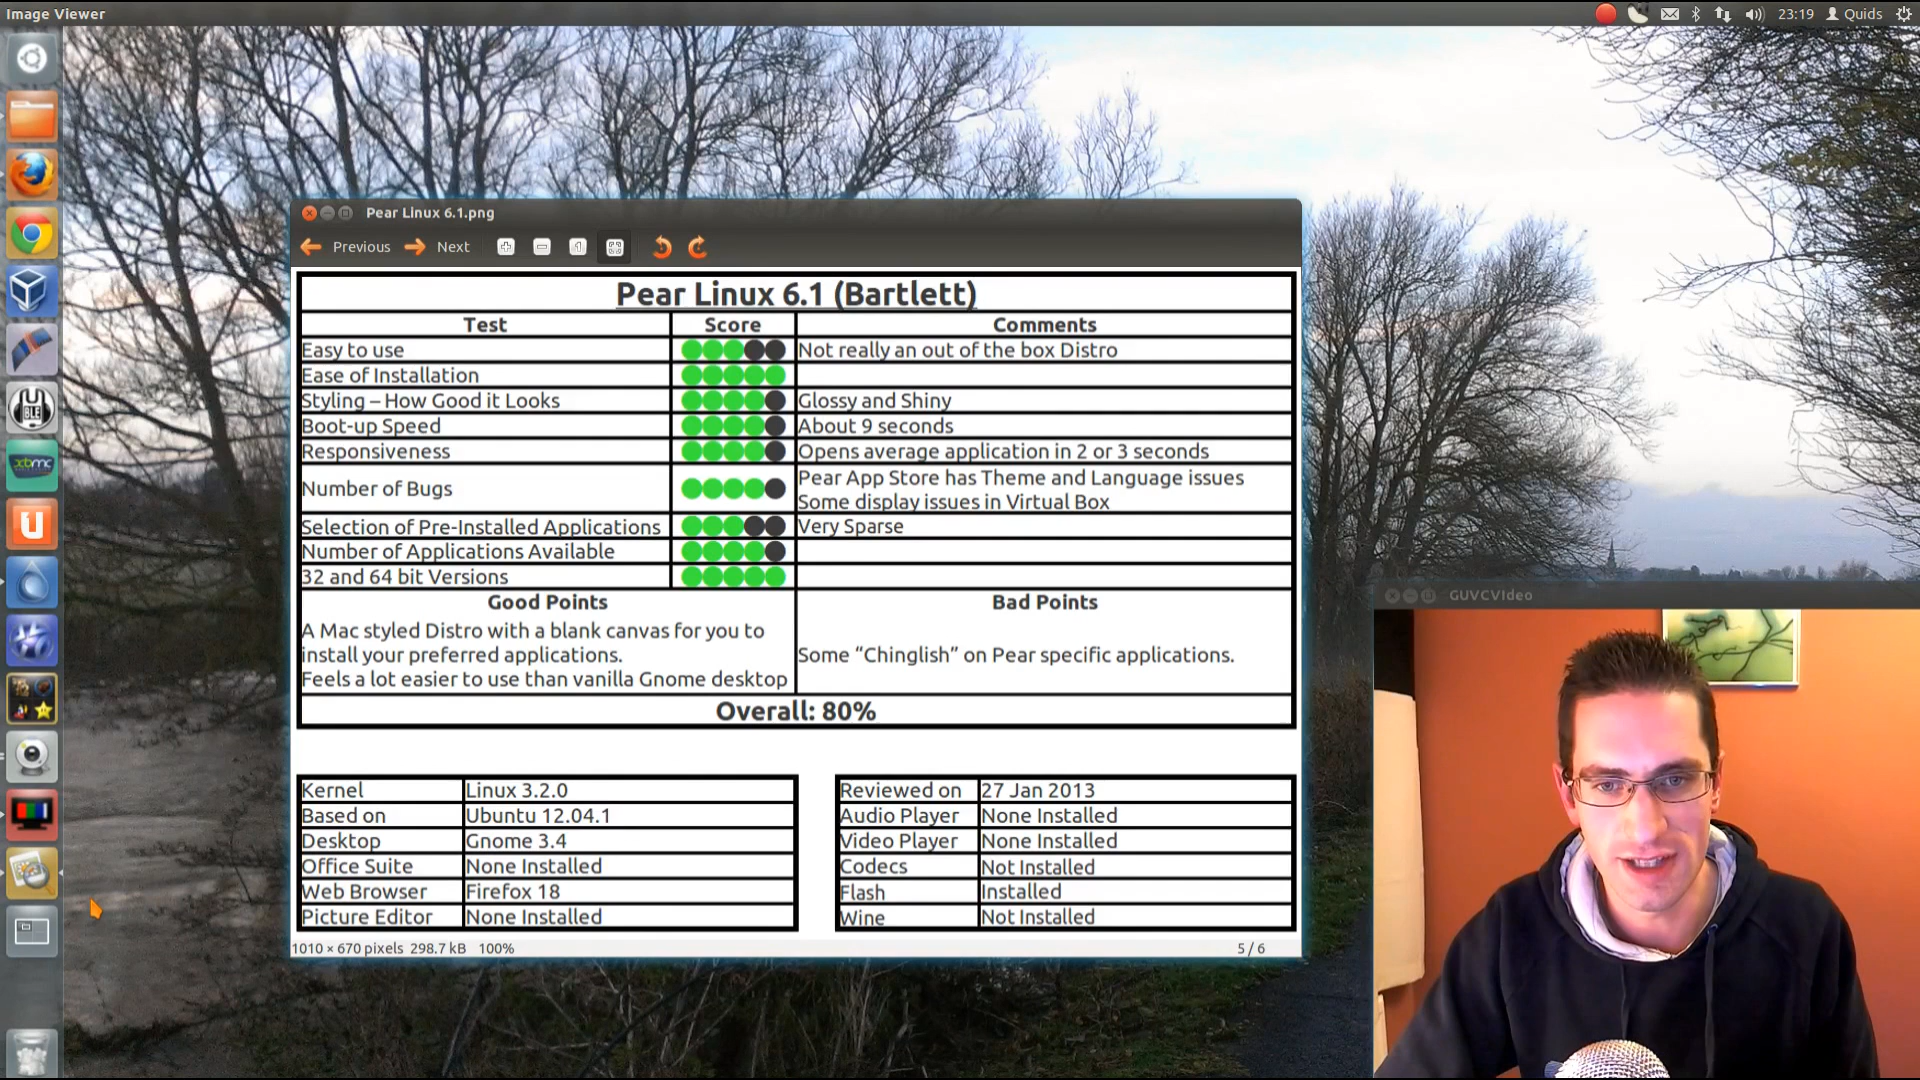 Image Viewer
23:19
Quids
Pear Linux 6.1.png
Previous
Next
Pear Linux 6.1 (Bartlett)
Test Score Comments
Easy to use Not really an out of the box Distro
Ease of Installation
Styling – How Good it Looks Glossy and Shiny
Boot-up Speed About 9 seconds
Responsiveness Opens average application in 2 or 3 seconds
Number of Bugs Pear App Store has Theme and Language issues
Some display issues in Virtual Box
Selection of Pre-Installed Applications Very Sparse
Number of Applications Available
32 and 64 bit Versions
Good Points
A Mac styled Distro with a blank canvas for you to
install your preferred applications.
Feels a lot easier to use than vanilla Gnome desktop
Bad Points
Some “Chinglish” on Pear specific applications.
Overall: 80%
Kernel Linux 3.2.0
Based on Ubuntu 12.04.1
Desktop Gnome 3.4
Office Suite None Installed
Web Browser Firefox 18
Picture Editor None Installed
Reviewed on 27 Jan 2013
Audio Player None Installed
Video Player None Installed
Codecs Not Installed
Flash Installed
Wine Not Installed
1010 × 670 pixels 298.7 kB 100%
5 / 6
GUVCVideo
U
BLE
xbmc
U